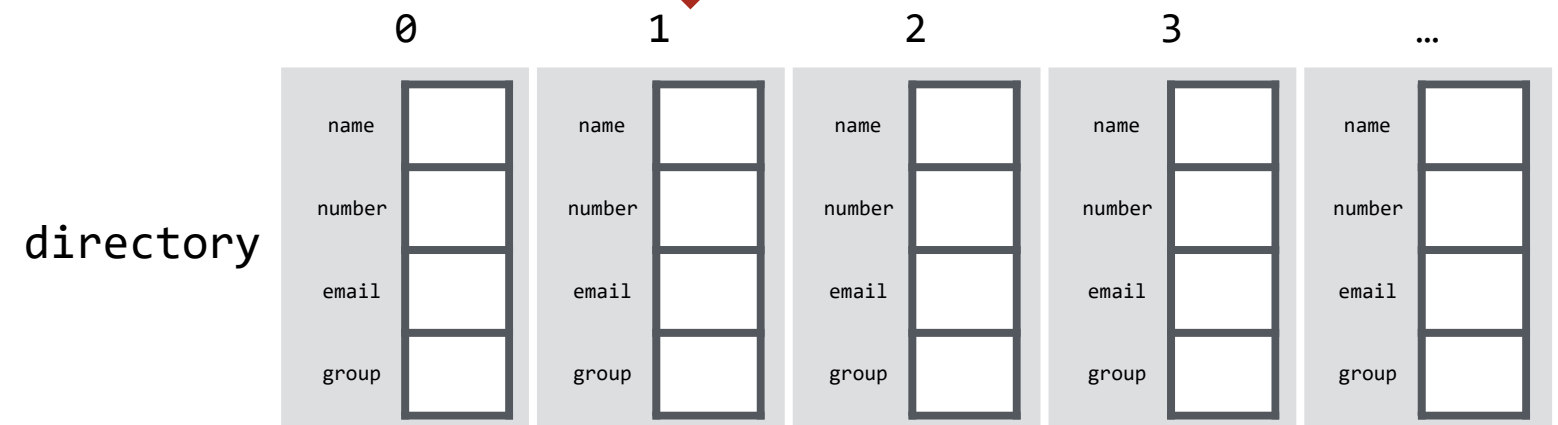 0 1 2 3 …
name name name name name
number number number number number
directory
email email email email email
group group group group group